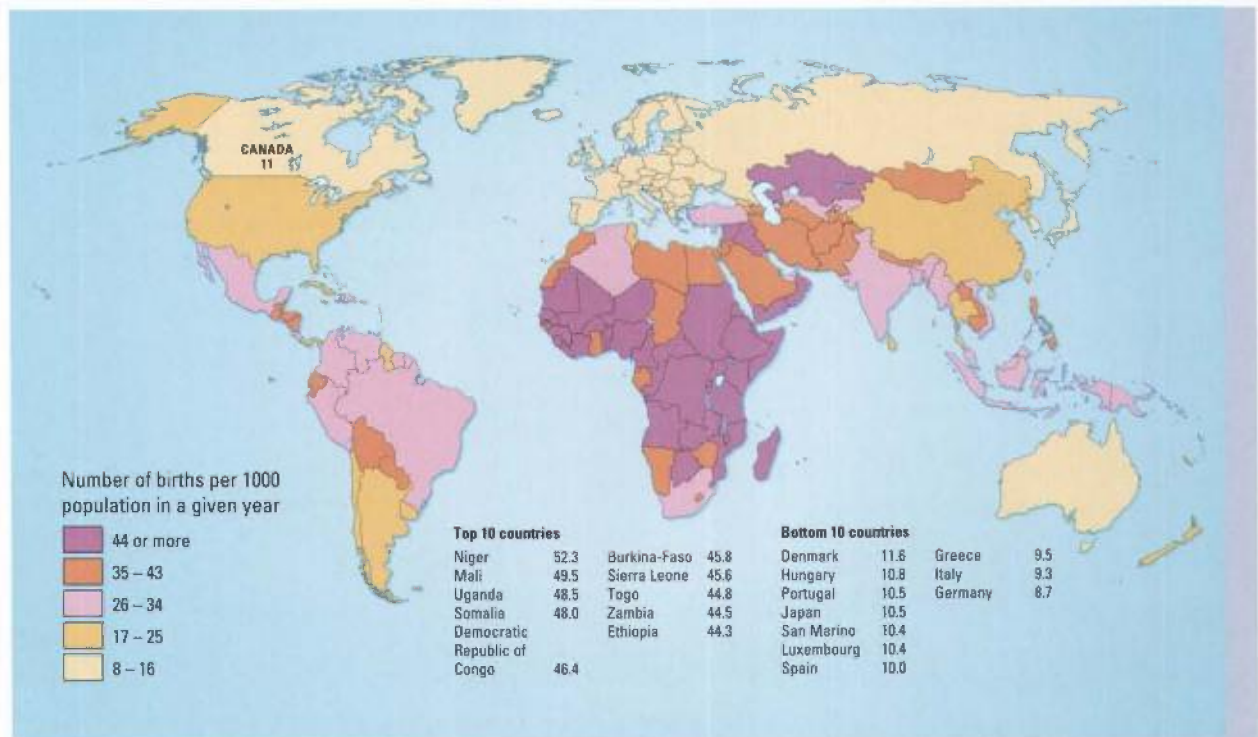 CANADA
11
Number of births per 1000
population in a given year
44 or more
35 – 43
26 – 34
17 – 25
8 – 16
Top 10 countries
Niger 52.3
Mali 49.5
Uganda 48.5
Somalia 48.0
Democratic
Republic of
Congo 46.4
Burkina-Faso 45.8
Sierra Leone 45.6
Togo 44.8
Zambia 44.5
Ethiopia 44.3
Bottom 10 countries
Denmark 11.6
Hungary 10.8
Portugal 10.5
Japan 10.5
San Marino 10.4
Luxembourg 10.4
Spain 10.0
Greece 9.5
Italy 9.3
Germany 8.7